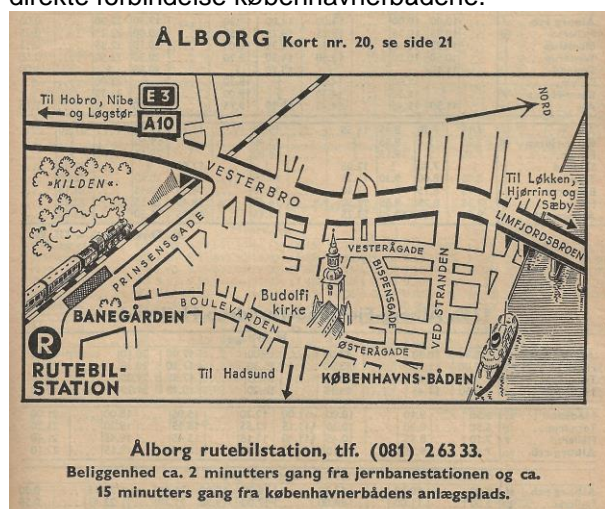 direkte forbindelse københavnerbådene.
ÅLBORG Kort nr. 20, se side 21
Til Hobro, Nibe
og Løgstør
E3
A10
NORD
»KILDEN«
VESTERBRO
Til Løkken,
Hjørring og
Sæby
LIMFJORDSBROEN
PRINSENSGADE
VESTERÅGADE
BISPENSGADE
VED STRANDEN
Budolfi
kirke
BANEGÅRDEN
BOULEVARDEN
ØSTERÅGADE
R
RUTEBIL-
STATION
Til Hadsund
KØBENHAVNS-BÅDEN
Ålborg rutebilstation, tlf. (081) 2 63 33.
Beliggenhed ca. 2 minutters gang fra jernbanestationen og ca.
15 minutters gang fra københavnerbådens anlægsplads.